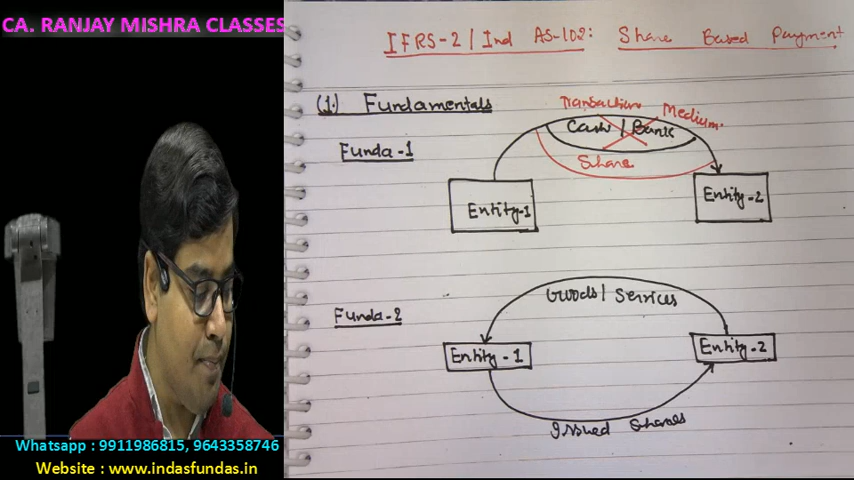 CA. RANJAY MISHRA CLASSES
IFRS-2 / Ind AS-102: Share Based Payment
(1.) Fundamentals
Transaction Medium.
Cash / Bank
Funda-1
Share
Entity-1
Entity-2
Goods / Services
Funda-2
Entity-1
Entity-2
Issued Shares
Whatsapp : 9911986815, 9643358746
Website : www.indasfundas.in